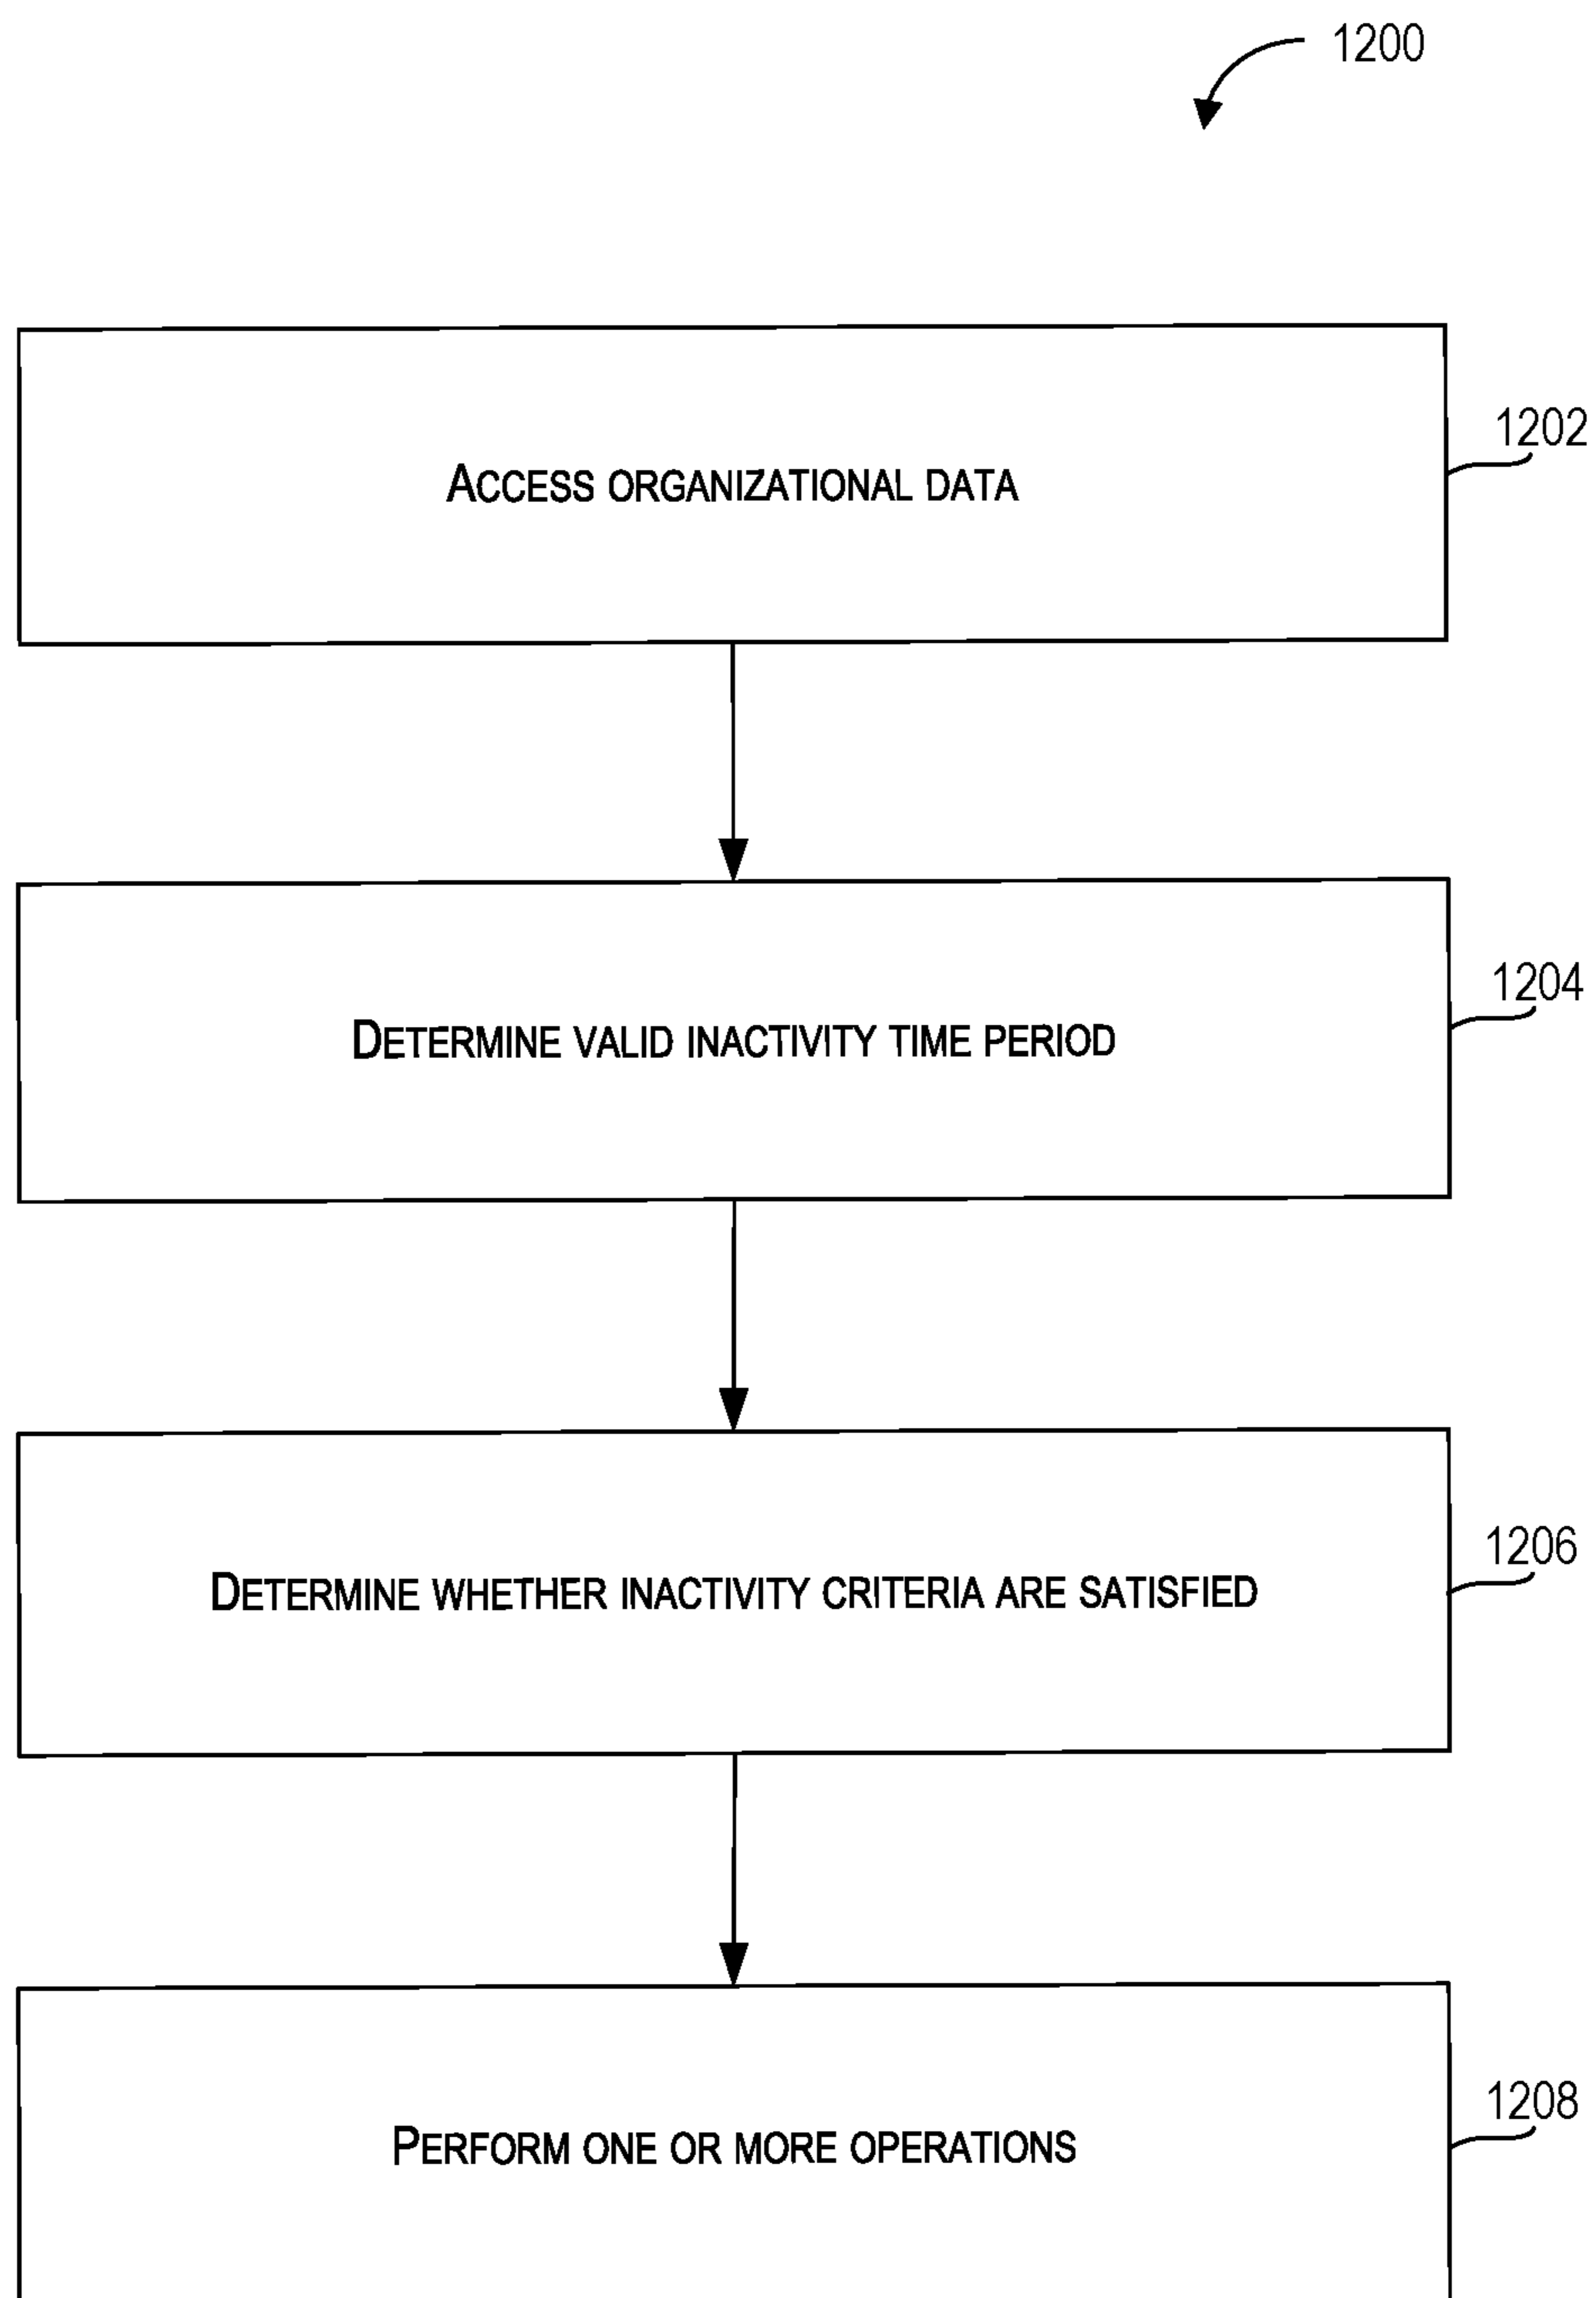 1200
ACCESS ORGANIZATIONAL DATA
1202
DETERMINE VALID INACTIVITY TIME PERIOD
1204
DETERMINE WHETHER INACTIVITY CRITERIA ARE SATISFIED
1206
PERFORM ONE OR MORE OPERATIONS
1208